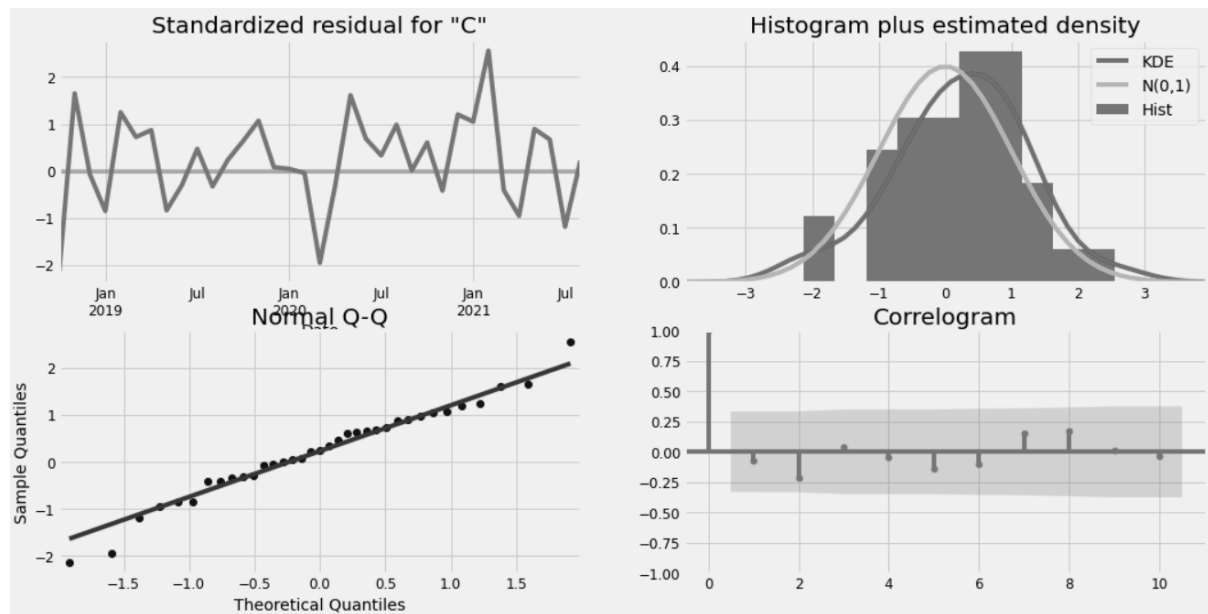 Standardized residual for "C"
2
1
0
−1
−2
Jan
2019
Jul
Jan
2020
Jul
Jan
2021
Jul
Date
Histogram plus estimated density
KDE
N(0,1)
Hist
0.4
0.3
0.2
0.1
0.0
−3
−2
−1
0
1
2
3
Normal Q-Q
Sample Quantiles
2
1
0
−1
−2
−1.5
−1.0
−0.5
0.0
0.5
1.0
1.5
Theoretical Quantiles
Correlogram
1.00
0.75
0.50
0.25
0.00
−0.25
−0.50
−0.75
−1.00
0
2
4
6
8
10